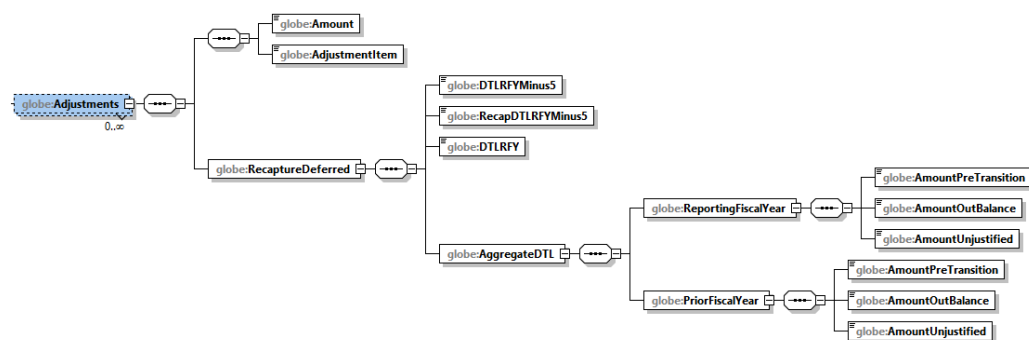 globe:Amount
globe:AdjustmentItem
globe:Adjustments
0..∞
globe:DTLRFYMinus5
globe:RecapDTLRFYMinus5
globe:DTLRFY
globe:RecaptureDeferred
globe:AggregateDTL
globe:ReportingFiscalYear
globe:AmountPreTransition
globe:AmountOutBalance
globe:AmountUnjustified
globe:PriorFiscalYear
globe:AmountPreTransition
globe:AmountOutBalance
globe:AmountUnjustified